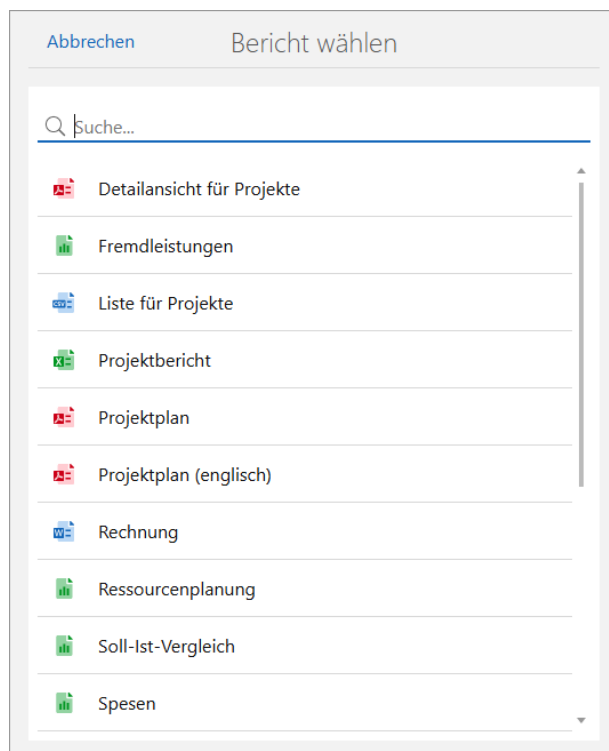 Abbrechen Bericht wählen
Suche...
Detailansicht für Projekte
Fremdleistungen
CSV Liste für Projekte
X Projektbericht
Projektplan
Projektplan (englisch)
W Rechnung
Ressourcenplanung
Soll-Ist-Vergleich
Spesen